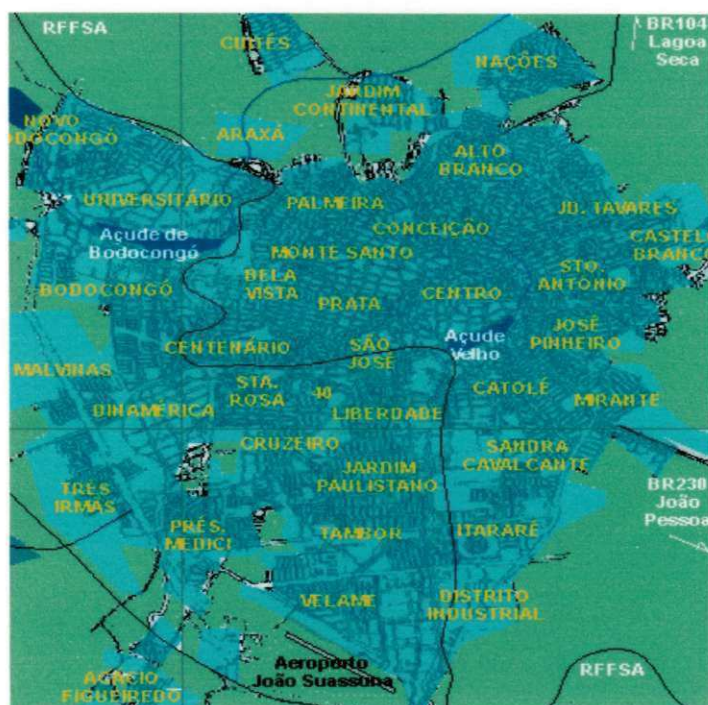 RFFSA
CUITÉS
BR104
Lagoa
Seca
NAÇÕES
JARDIM
CONTINENTAL
NOVO
BODOCONGÓ
ARAXÁ
ALTO
BRANCO
UNIVERSITÁRIO
PALMEIRA
JD. TAVARES
CONCEIÇÃO
Açude de
Bodocongó
MONTE SANTO
CASTELO
BRANCO
BELA
VISTA
STO.
ANTÔNIO
BODOCONGÓ
PRATA
CENTRO
Açude
Velho
JOSÉ
PINHEIRO
CENTENÁRIO
SÃO
JOSÉ
MALVINAS
STA.
ROSA
CATOLÉ
MIRANTE
DINAMÉRICA
LIBERDADE
CRUZEIRO
SANDRA
CAVALCANTE
JARDIM
PAULISTANO
TRÊS
IRMAS
BR230
João
Pessoa
PRÉS.
MEDICI
TAMBOR
ITARARÉ
VELAME
DISTRITO
INDUSTRIAL
Aeroporto
João Suassuna
AGÁCIO
FIGUEIREDO
RFFSA